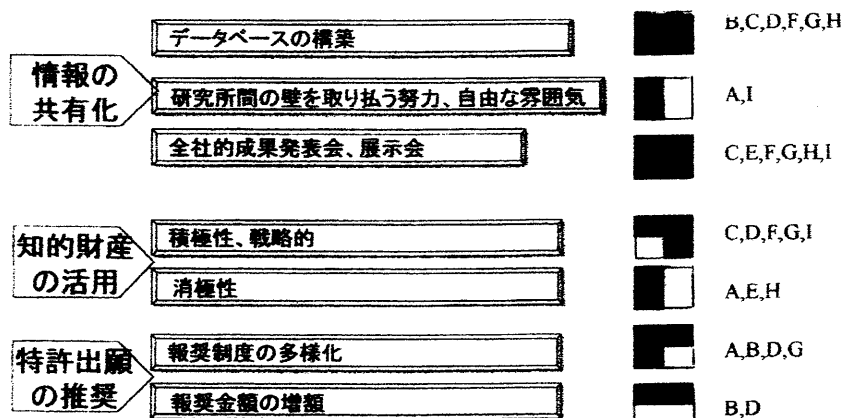 データベースの構築
B,C,D,F,G,H
情報の
共有化
研究所間の壁を取り払う努力、自由な雰囲気
A,I
全社的成果発表会、展示会
C,E,F,G,H,I
知的財産
の活用
積極性、戦略的
C,D,F,G,I
消極性
A,E,H
特許出願
の推奨
報奨制度の多様化
A,B,D,G
報奨金額の増額
B,D